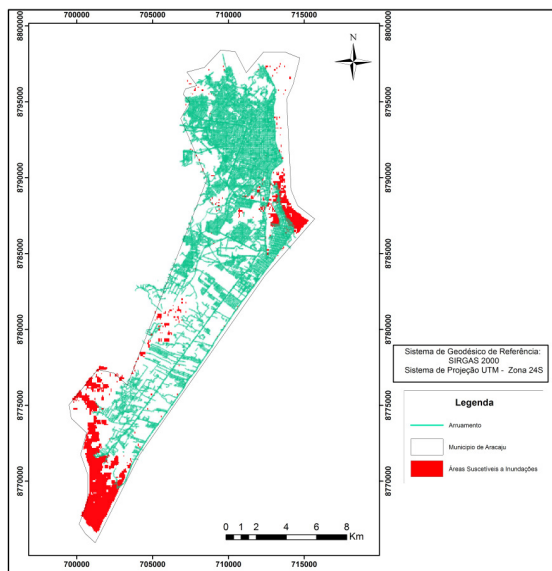 700000 705000 710000 715000
8800000
8795000
8790000
8785000
8780000
8775000
8770000
N
8800000
8795000
8790000
8785000
8780000
8775000
8770000
Sistema de Geodésico de Referência:
SIRGAS 2000
Sistema de Projeção UTM - Zona 24S
Legenda
Arruamento
Municipio de Aracaju
Áreas Suscetíveis a Inundações
0 1 2 4 6 8
Km
700000 705000 710000 715000